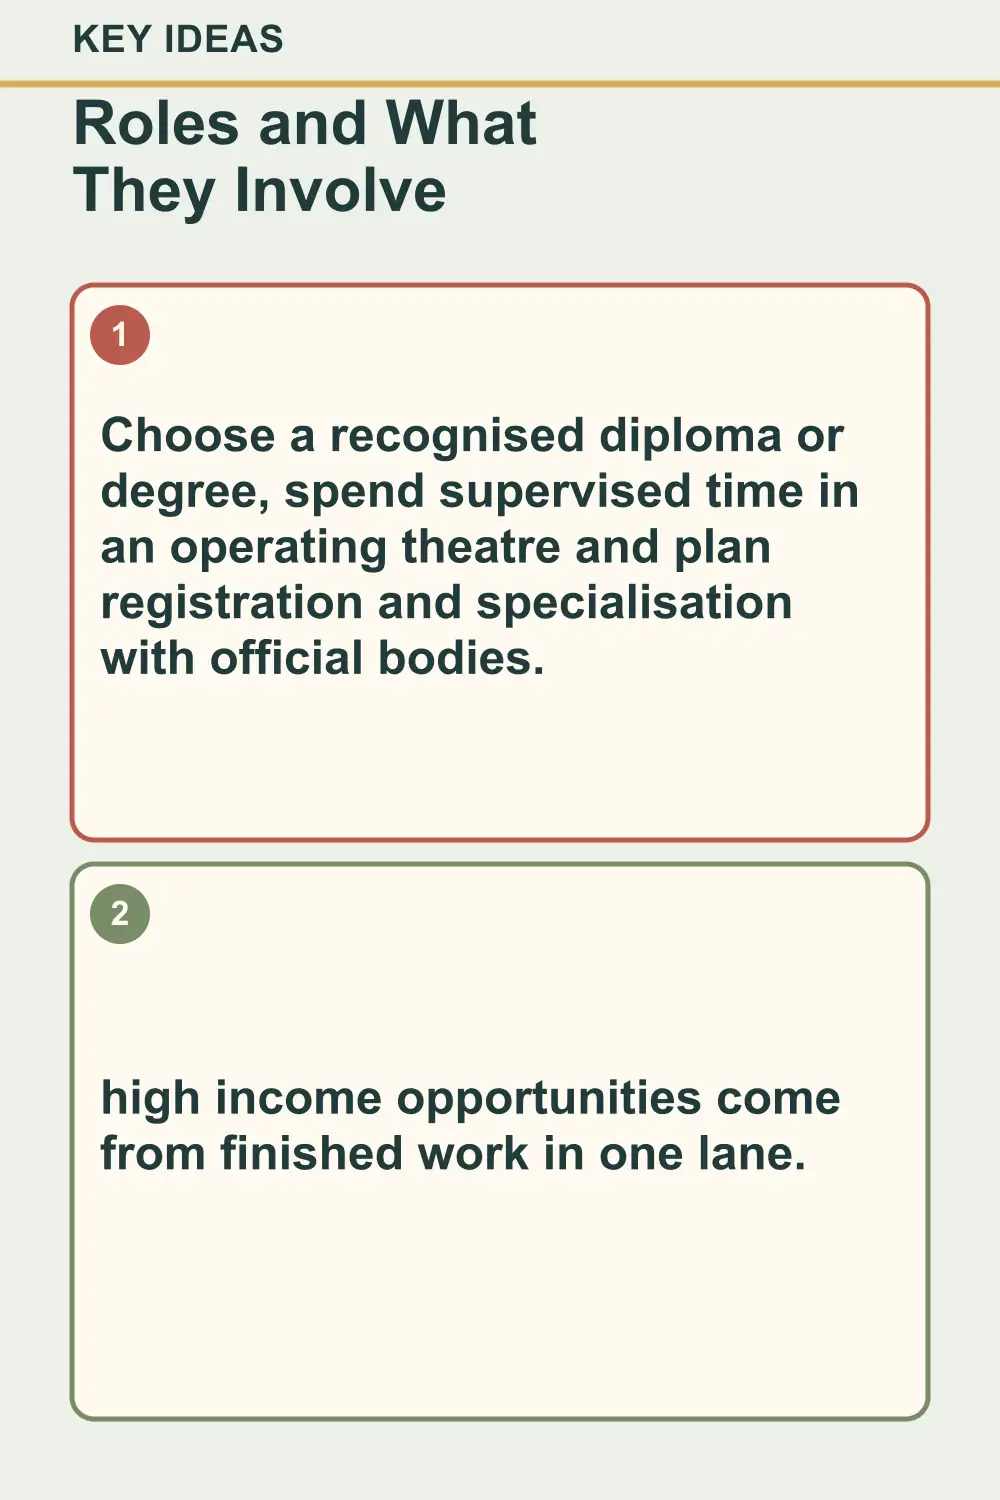 KEY IDEAS
Roles and What
They Involve
1
Choose a recognised diploma or
degree, spend supervised time in
an operating theatre and plan
registration and specialisation
with official bodies.
2
high income opportunities come
from finished work in one lane.